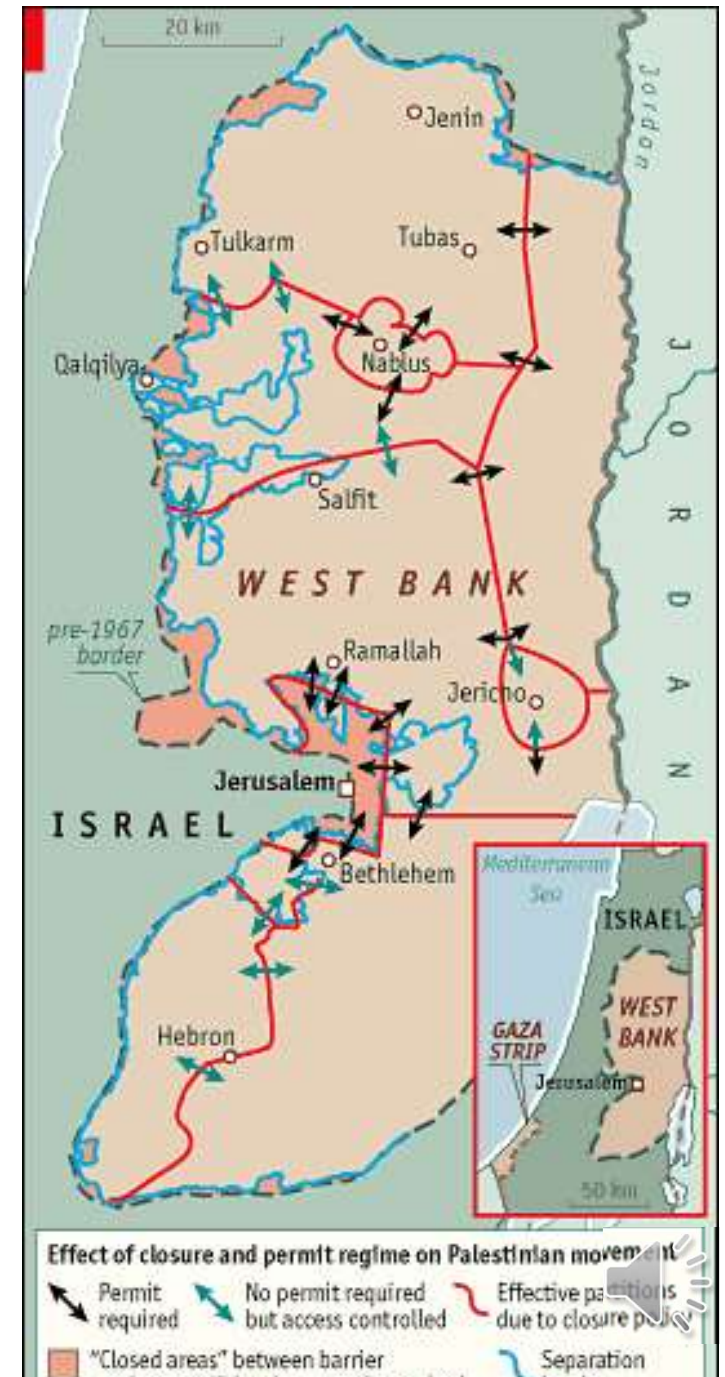 20 km
Jordan
Jenin
Tulkarm
Tubas
Qalqilya
Nablus
Salfit
WEST BANK
pre-1967
border
Ramallah
Jericho
JORDAN
Jerusalem
ISRAEL
Bethlehem
Hebron
Mediterranean
Sea
ISRAEL
WEST
BANK
GAZA
STRIP
Jerusalem
50 km
Effect of closure and permit regime on Palestinian movement
Permit
required
No permit required
but access controlled
Effective partitions
due to closure
"Closed areas" between barrier
Separation